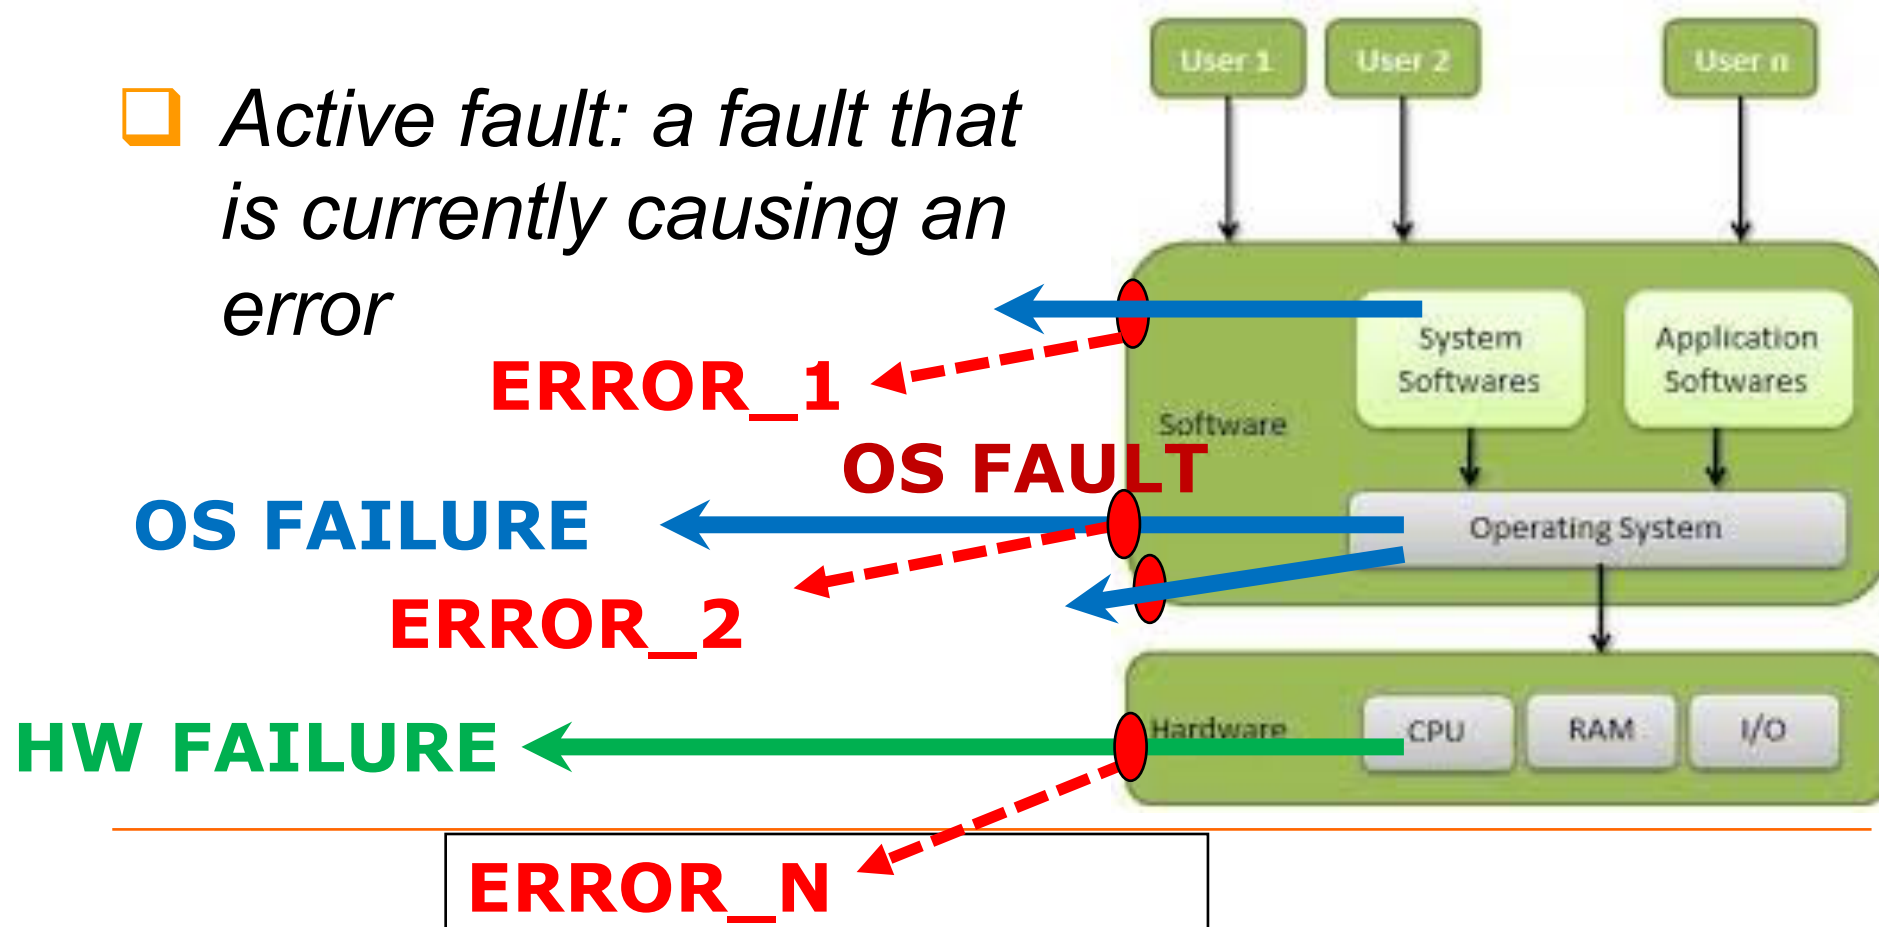 User 1
User 2
User n
Active fault: a fault that
is currently causing an
error
ERROR_1
System
Softwares
Application
Softwares
Software
OS FAULT
OS FAILURE
Operating System
ERROR_2
HW FAILURE
Hardware
CPU
RAM
I/O
ERROR_N